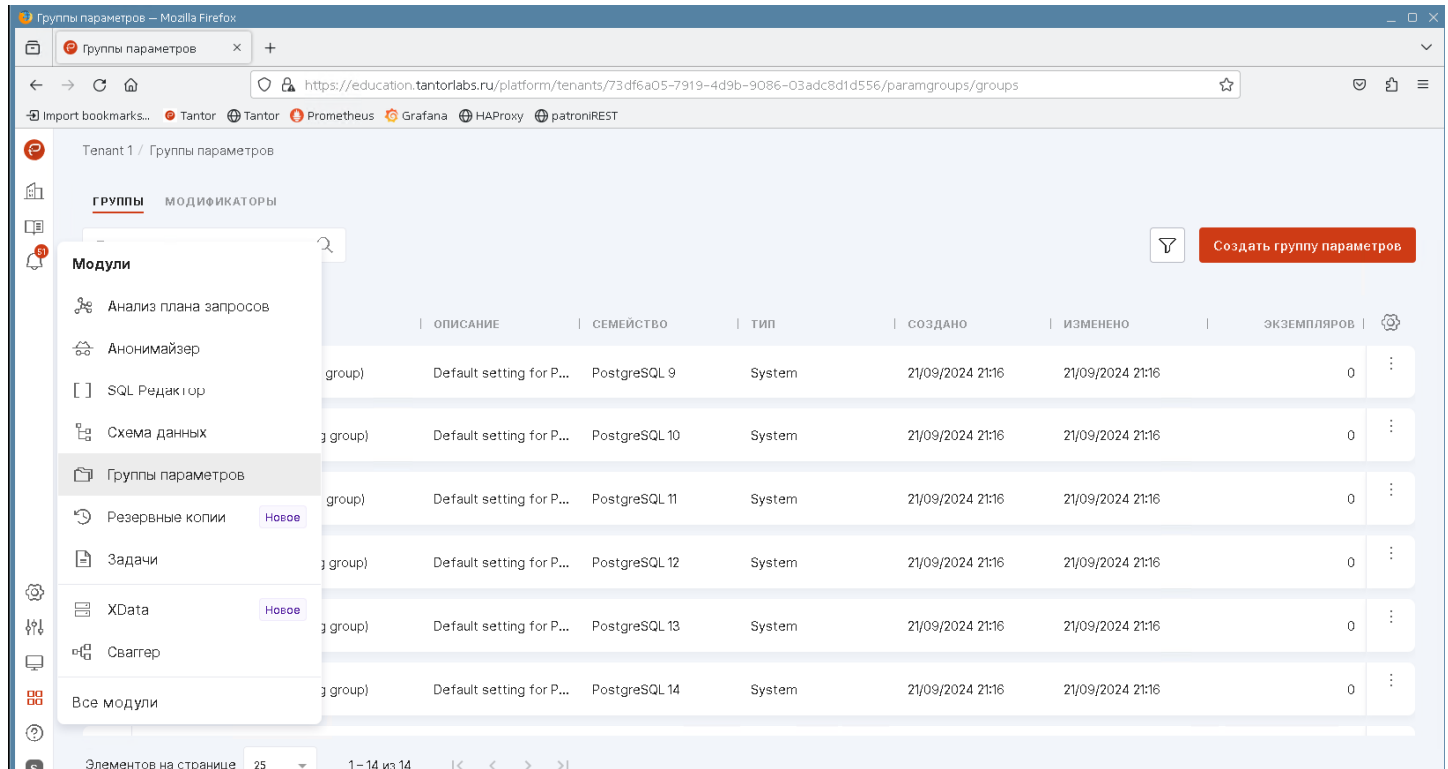 Группы параметров — Mozilla Firefox
Группы параметров
https://education.tantorlabs.ru/platform/tenants/73df6a05-7919-4d9b-9086-03adc8d1d556/paramgroups/groups
Import bookmarks... Tantor Tantor Prometheus Grafana HAProxy patroniREST
Tenant 1 / Группы параметров
ГРУППЫ МОДИФИКАТОРЫ
51
Создать группу параметров
Модули
Анализ плана запросов
Анонимайзер
SQL Редактор
Схема данных
Группы параметров
Резервные копии Новое
Задачи
XData Новое
Сваггер
Все модули
ОПИСАНИЕ СЕМЕЙСТВО ТИП СОЗДАНО ИЗМЕНЕНО ЭКЗЕМПЛЯРОВ
group) Default setting for P... PostgreSQL 9 System 21/09/2024 21:16 21/09/2024 21:16 0
g group) Default setting for P... PostgreSQL 10 System 21/09/2024 21:16 21/09/2024 21:16 0
group) Default setting for P... PostgreSQL 11 System 21/09/2024 21:16 21/09/2024 21:16 0
g group) Default setting for P... PostgreSQL 12 System 21/09/2024 21:16 21/09/2024 21:16 0
g group) Default setting for P... PostgreSQL 13 System 21/09/2024 21:16 21/09/2024 21:16 0
g group) Default setting for P... PostgreSQL 14 System 21/09/2024 21:16 21/09/2024 21:16 0
Элементов на странице 25 1 – 14 из 14
S